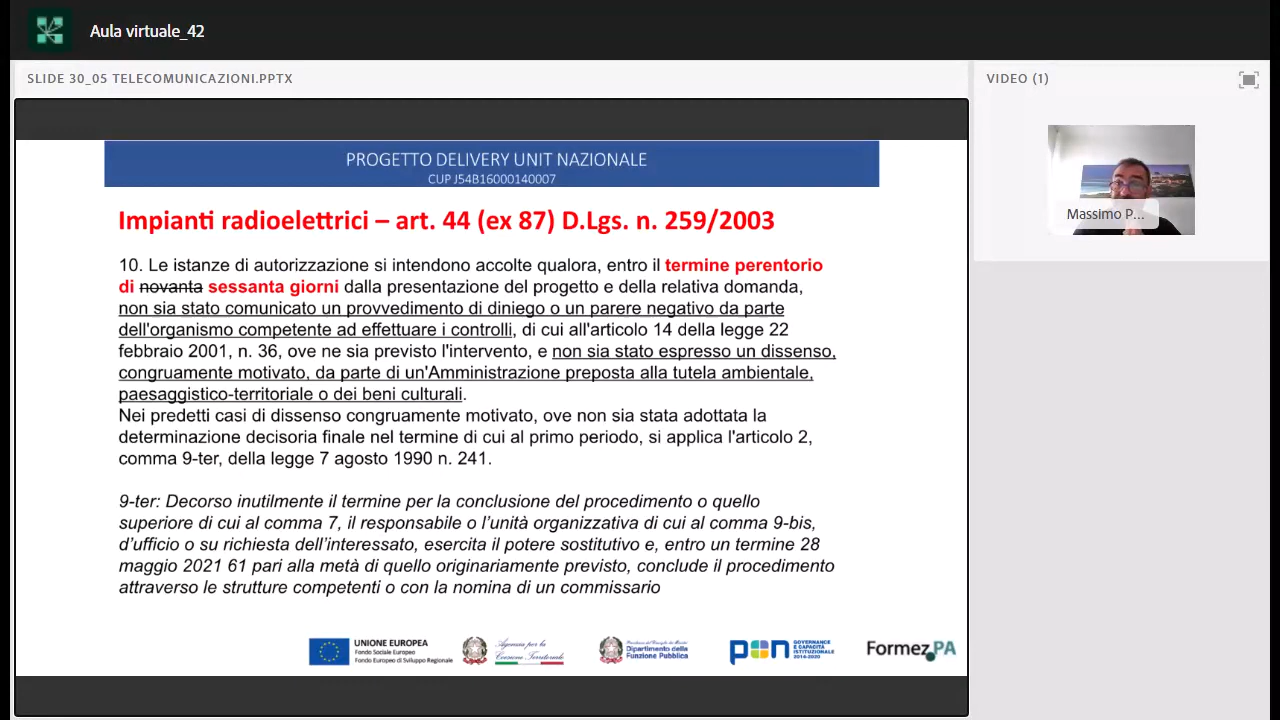 Aula virtuale_42
SLIDE 30_05 TELECOMUNICAZIONI.PPTX
VIDEO (1)
Massimo P...
PROGETTO DELIVERY UNIT NAZIONALE
CUP J54B16000140007
Impianti radioelettrici – art. 44 (ex 87) D.Lgs. n. 259/2003
10. Le istanze di autorizzazione si intendono accolte qualora, entro il termine perentorio
di novanta sessanta giorni dalla presentazione del progetto e della relativa domanda,
non sia stato comunicato un provvedimento di diniego o un parere negativo da parte
dell'organismo competente ad effettuare i controlli, di cui all'articolo 14 della legge 22
febbraio 2001, n. 36, ove ne sia previsto l'intervento, e non sia stato espresso un dissenso,
congruamente motivato, da parte di un'Amministrazione preposta alla tutela ambientale,
paesaggistico-territoriale o dei beni culturali.
Nei predetti casi di dissenso congruamente motivato, ove non sia stata adottata la
determinazione decisoria finale nel termine di cui al primo periodo, si applica l'articolo 2,
comma 9-ter, della legge 7 agosto 1990 n. 241.
9-ter: Decorso inutilmente il termine per la conclusione del procedimento o quello
superiore di cui al comma 7, il responsabile o l’unità organizzativa di cui al comma 9-bis,
d’ufficio o su richiesta dell’interessato, esercita il potere sostitutivo e, entro un termine 28
maggio 2021 61 pari alla metà di quello originariamente previsto, conclude il procedimento
attraverso le strutture competenti o con la nomina di un commissario
UNIONE EUROPEA
Fondo Sociale Europeo
Fondo Europeo di Sviluppo Regionale
Agenzia per la
Coesione Territoriale
Presidenza del Consiglio dei Ministri
Dipartimento della
Funzione Pubblica
pon
GOVERNANCE
E CAPACITÀ
ISTITUZIONALE
2014-2020
Formez PA